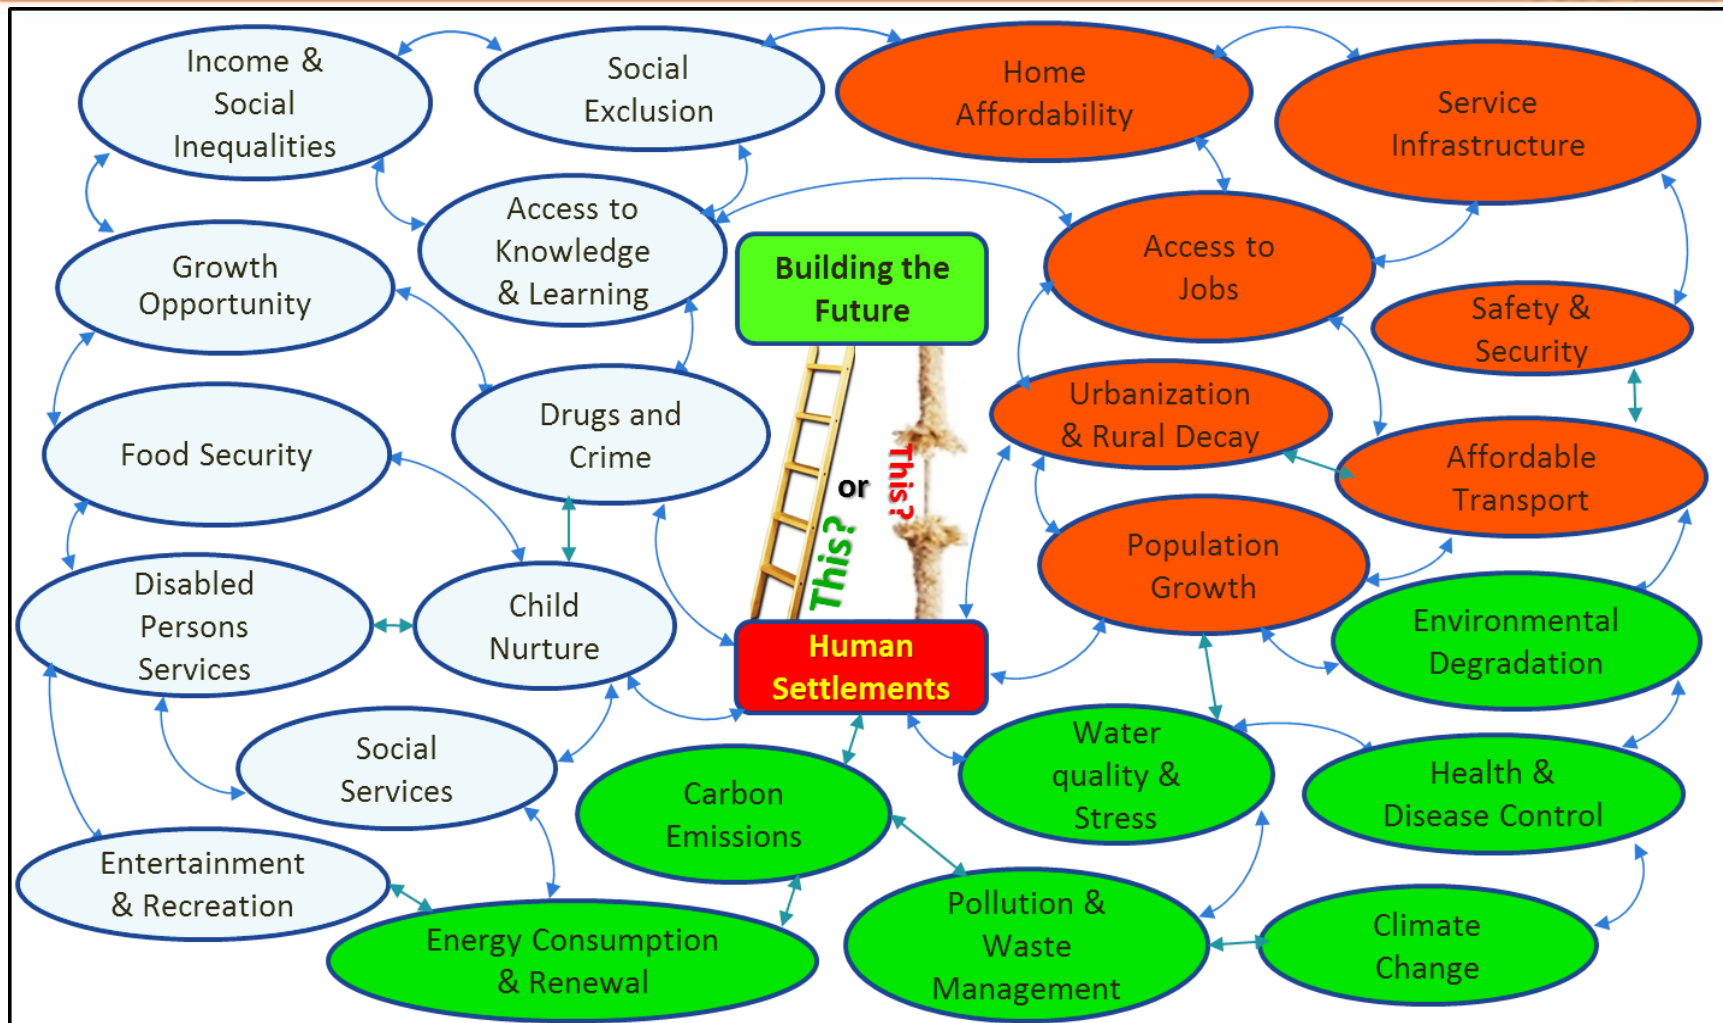 Income &
Social
Inequalities
Social
Exclusion
Home
Affordability
Service
Infrastructure
Access to
Knowledge
& Learning
Growth
Opportunity
Building the
Future
Access to
Jobs
Safety &
Security
Food Security
Drugs and
Crime
This?
or
This?
Urbanization
& Rural Decay
Affordable
Transport
Population
Growth
Disabled
Persons
Services
Child
Nurture
Human
Settlements
Environmental
Degradation
Social
Services
Carbon
Emissions
Water
quality &
Stress
Health &
Disease Control
Entertainment
& Recreation
Energy Consumption
& Renewal
Pollution &
Waste
Management
Climate
Change